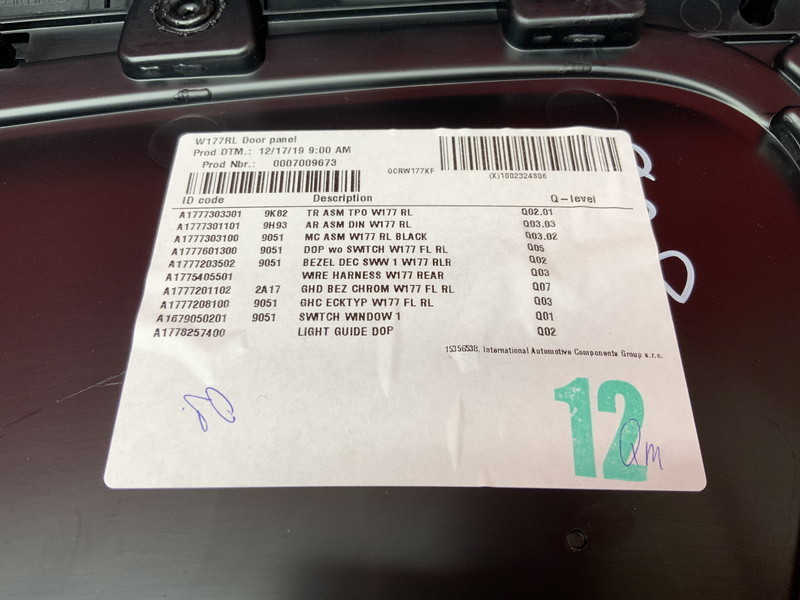 W177RL Door panel
Prod DTM.: 12/17/19 9:00 AM
Prod Nbr.: 0007009673
0CRW177KF
(X)1002324806
ID code Description Q-level
A1777303301 9K82 TR ASM TPO W177 RL Q02.01
A1777301101 9H93 AR ASM DIN W177 RL Q03.03
A1777303100 9051 MC ASM W177 RL BLACK Q03.02
A1777601300 9051 DOP wo SWITCH W177 FL RL Q05
A1777203502 9051 BEZEL DEC SWW 1 W177 RLR Q02
A1775405501 WIRE HARNESS W177 REAR Q03
A1777201102 2A17 GHD BEZ CHROM W177 FL RL Q07
A1777208100 9051 GHC ECKTYP W177 FL RL Q03
A1679050201 9051 SWITCH WINDOW 1 Q01
A1778257400 LIGHT GUIDE DOP Q02
15356538, International Automotive Components Group s.r.o.
12
Qm